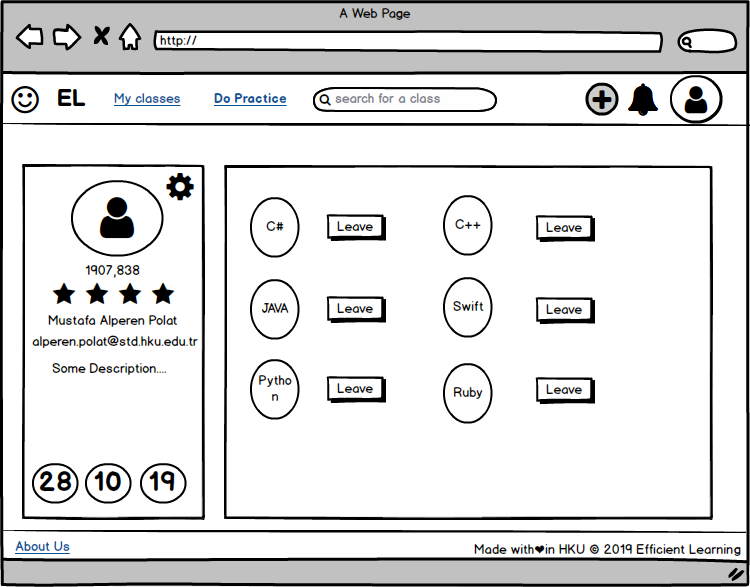 A Web Page
http://
EL My classes Do Practice search for a class
1907,838
Mustafa Alperen Polat
alperen.polat@std.hku.edu.tr
Some Description....
28 10 19
C# Leave C++ Leave
JAVA Leave Swift Leave
Pytho
n Leave Ruby Leave
About Us
Made with❤in HKU © 2019 Efficient Learning